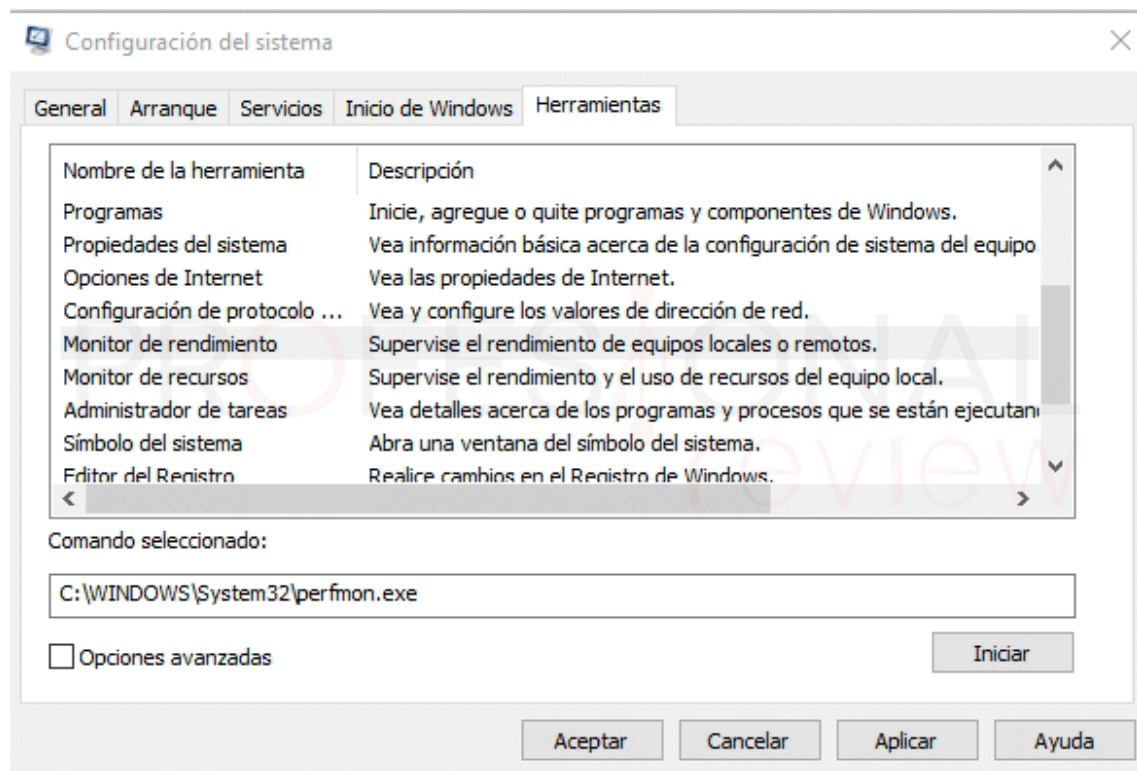 Configuración del sistema
General Arranque Servicios Inicio de Windows Herramientas
Nombre de la herramienta Descripción
Programas Inicie, agregue o quite programas y componentes de Windows.
Propiedades del sistema Vea información básica acerca de la configuración de sistema del equipo.
Opciones de Internet Vea las propiedades de Internet.
Configuración de protocolo ... Vea y configure los valores de dirección de red.
Monitor de rendimiento Supervise el rendimiento de equipos locales o remotos.
Monitor de recursos Supervise el rendimiento y el uso de recursos del equipo local.
Administrador de tareas Vea detalles acerca de los programas y procesos que se están ejecutan
Símbolo del sistema Abra una ventana del símbolo del sistema.
Editor del Registro Realice cambios en el Registro de Windows.
PROFESIONAL
review
Comando seleccionado:
C:\WINDOWS\System32\perfmon.exe
Opciones avanzadas Iniciar
Aceptar Cancelar Aplicar Ayuda